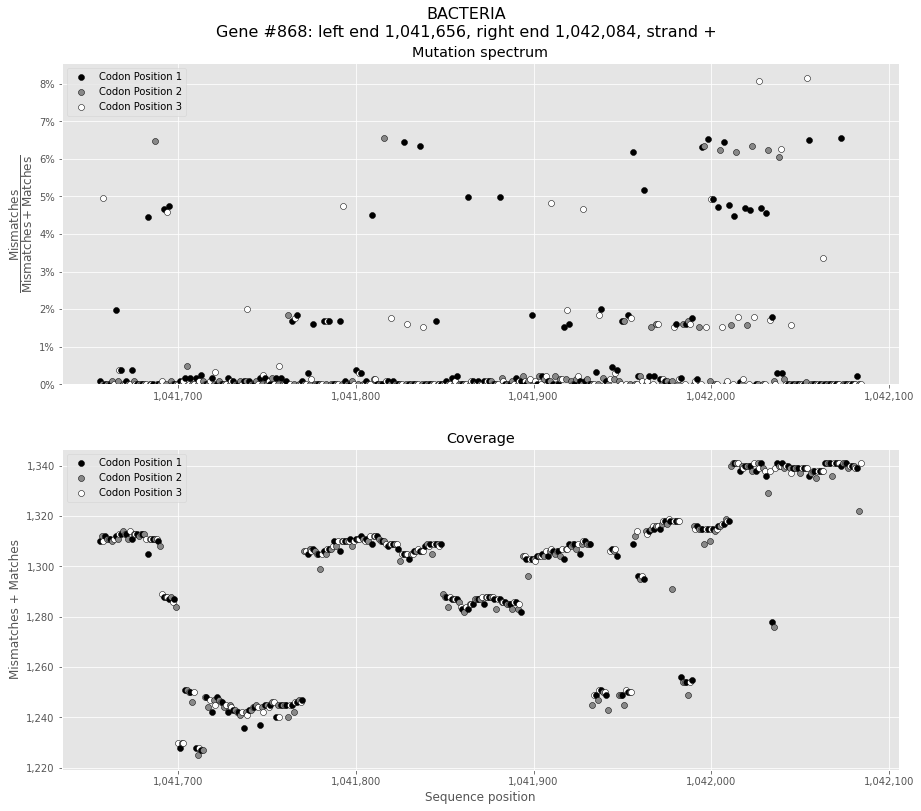 BACTERIA
Gene #868: left end 1,041,656, right end 1,042,084, strand +
Mutation spectrum
Codon Position 1
Codon Position 2
Codon Position 3
8%
7%
6%
5%
4%
3%
2%
1%
0%
Mismatches
Mismatches + Matches
1,041,700 1,041,800 1,041,900 1,042,000 1,042,100
Coverage
Codon Position 1
Codon Position 2
Codon Position 3
1,340
1,320
1,300
1,280
1,260
1,240
1,220
Mismatches + Matches
1,041,700 1,041,800 1,041,900 1,042,000 1,042,100
Sequence position